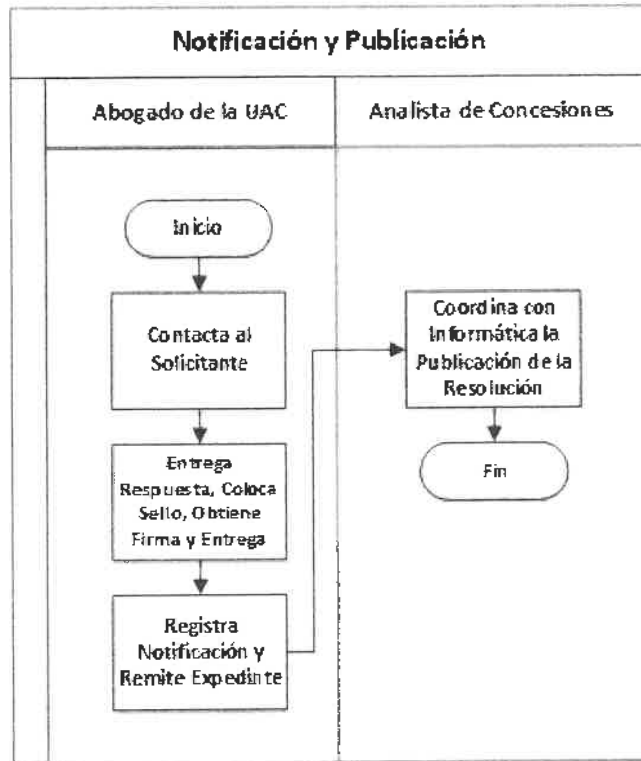 Notificación y Publicación
Abogado de la UAC
Analista de Concesiones
Inicio
Contacta al
Solicitante
Entrega
Respuesta, Coloca
Sello, Obtiene
Firma y Entrega
Registra
Notificación y
Remite Expedinte
Coordina con
Informática la
Publicación de la
Resolución
Fin